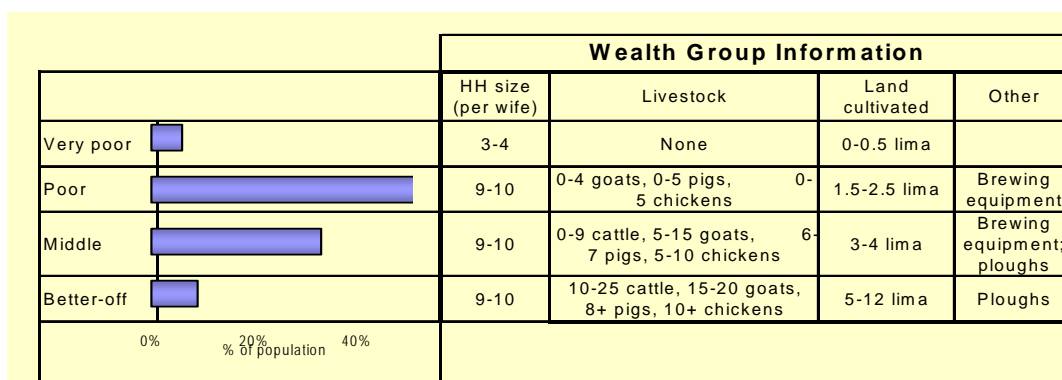 Wealth Group Information
HH size
(per wife)
Livestock
Land
cultivated
Other
Very poor
3-4
None
0-0.5 lima
Poor
9-10
0-4 goats, 0-5 pigs, 0-
5 chickens
1.5-2.5 lima
Brewing
equipment
Middle
9-10
0-9 cattle, 5-15 goats, 6-
7 pigs, 5-10 chickens
3-4 lima
Brewing
equipment;
ploughs
Better-off
9-10
10-25 cattle, 15-20 goats,
8+ pigs, 10+ chickens
5-12 lima
Ploughs
0% 20% 40%
% of population